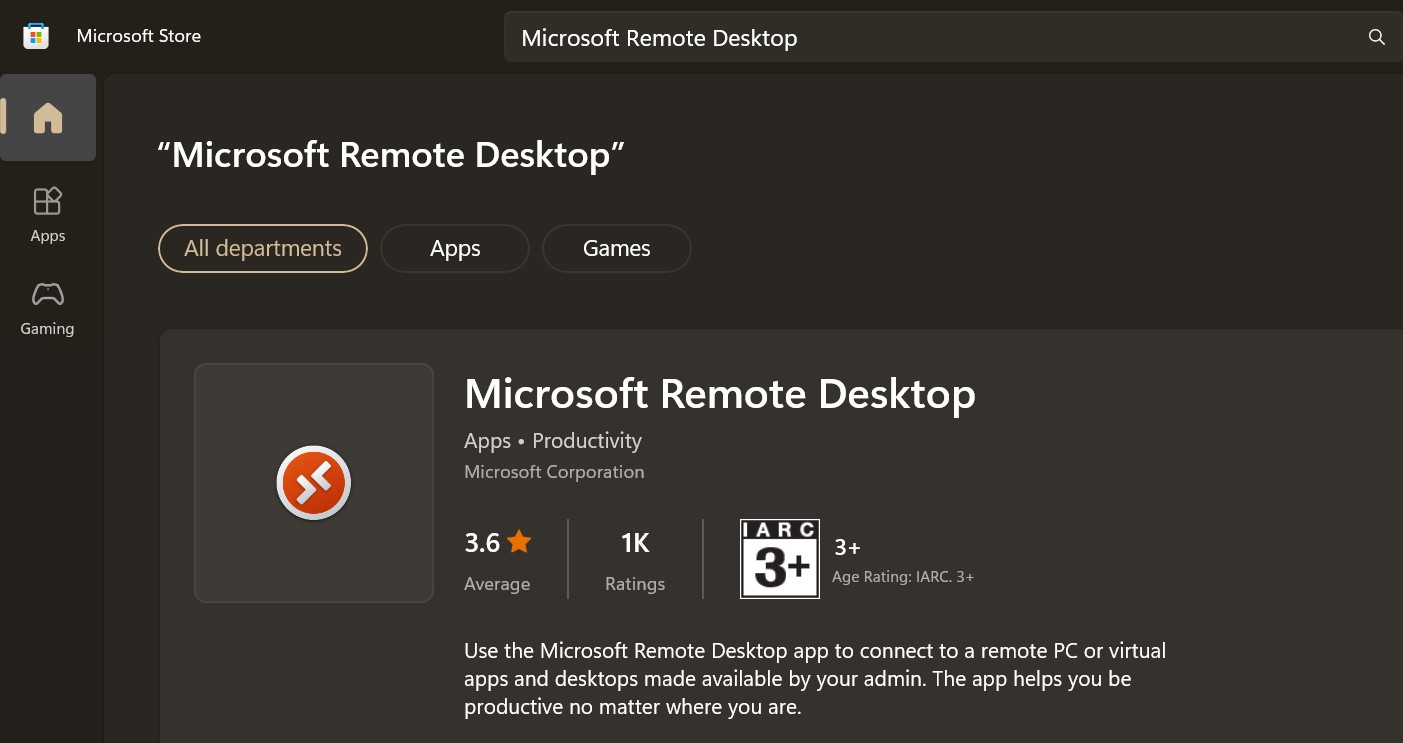 Microsoft Store
Microsoft Remote Desktop
“Microsoft Remote Desktop”
All departments
Apps
Games
Apps
Gaming
Microsoft Remote Desktop
Apps • Productivity
Microsoft Corporation
3.6
Average
1K
Ratings
IARC
3+
3+
Age Rating: IARC. 3+
Use the Microsoft Remote Desktop app to connect to a remote PC or virtual
apps and desktops made available by your admin. The app helps you be
productive no matter where you are.